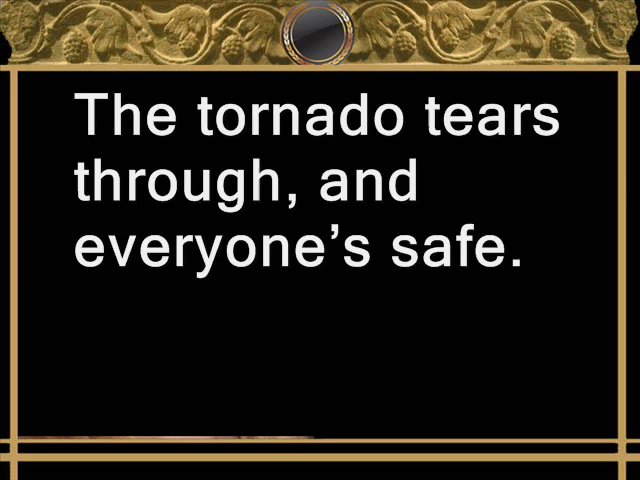 The tornado tears
through, and
everyone’s safe.